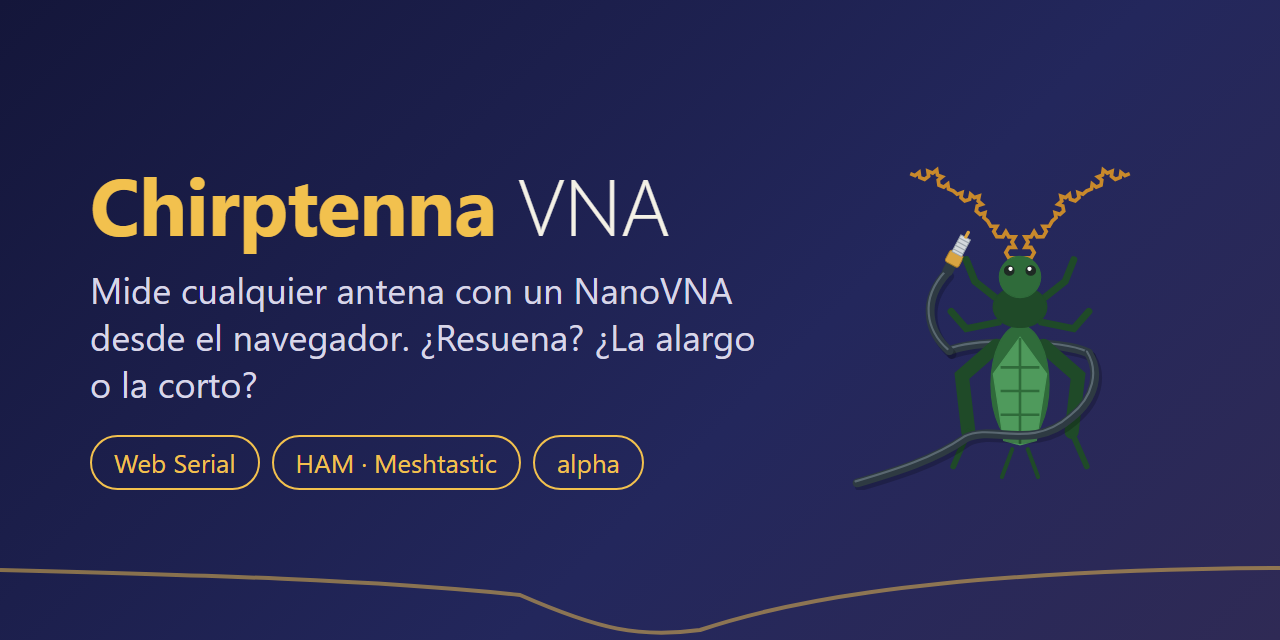 Chirptenna VNA
Mide cualquier antena con un NanoVNA
desde el navegador. ¿Resuena? ¿La alargo
o la corto?
Web Serial
HAM · Meshtastic
alpha